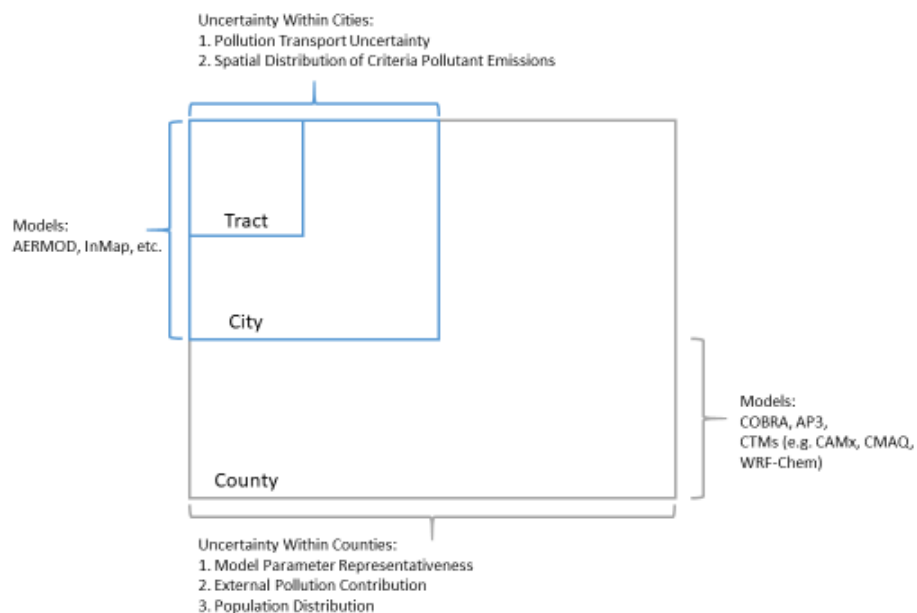 Uncertainty Within Cities:
1. Pollution Transport Uncertainty
2. Spatial Distribution of Criteria Pollutant Emissions
Tract
Models:
AERMOD, InMap, etc.
City
Models:
COBRA, AP3,
CTMs (e.g. CAMx, CMAQ,
WRF-Chem)
County
Uncertainty Within Counties:
1. Model Parameter Representativeness
2. External Pollution Contribution
3. Population Distribution